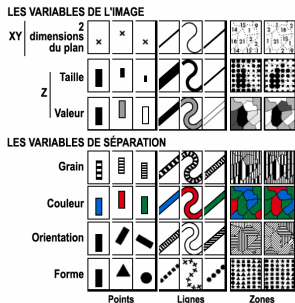 LES VARIABLES DE L'IMAGE
XY
2 dimensions du plan
Z
Taille
Valeur
LES VARIABLES DE SÉPARATION
Grain
Couleur
Orientation
Forme
Points Lignes Zones